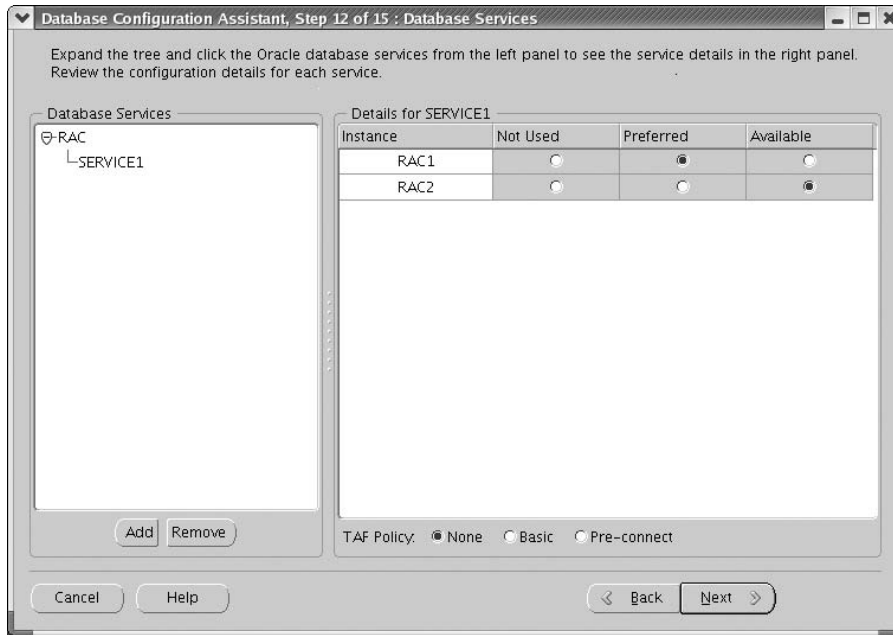 Database Configuration Assistant, Step 12 of 15 : Database Services
Expand the tree and click the Oracle database services from the left panel to see the service details in the right panel.
Review the configuration details for each service.
Database Services
RAC
SERVICE1
Add Remove
Details for SERVICE1
Instance Not Used Preferred Available
RAC1
RAC2
TAF Policy: None Basic Pre-connect
Cancel Help Back Next